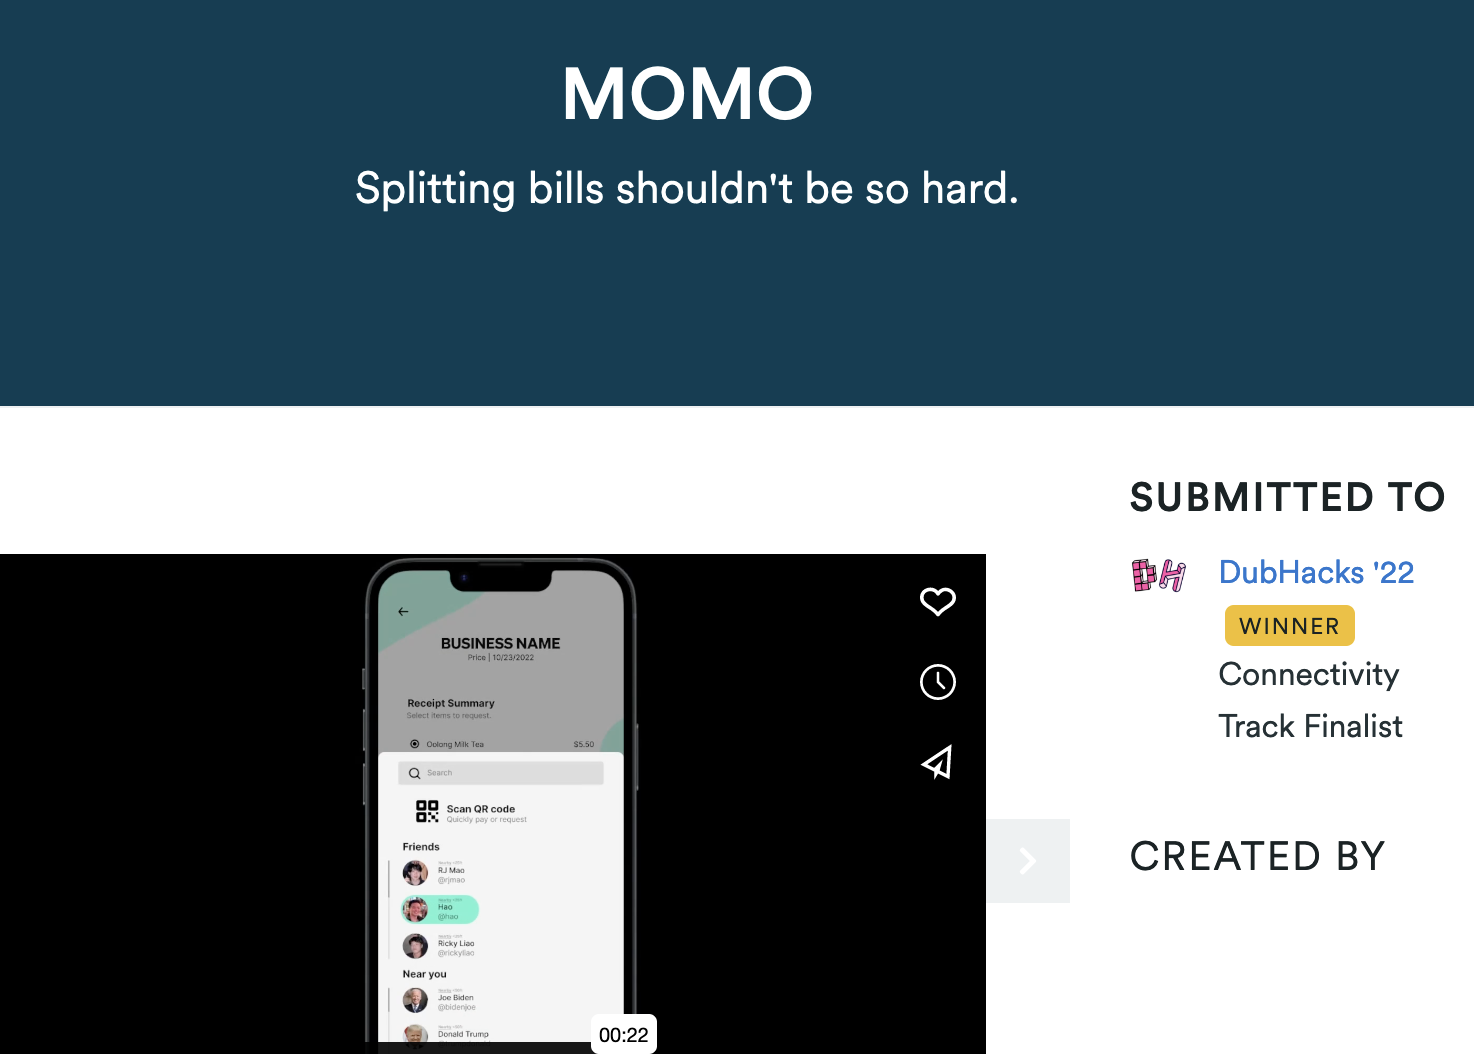 MOMO
Splitting bills shouldn't be so hard.
SUBMITTED TO
DH
DubHacks '22
WINNER
Connectivity
Track Finalist
CREATED BY
BUSINESS NAME
Price | 10/23/2022
Receipt Summary
Select items to request.
Oolong Milk Tea $5.50
Search
Scan QR code
Quickly pay or request
Friends
RJ Mao
@rjmao
Hao
@hao
Ricky Liao
@rickyliao
Near you
Joe Biden
@bidenjoe
Donald Trump
00:22